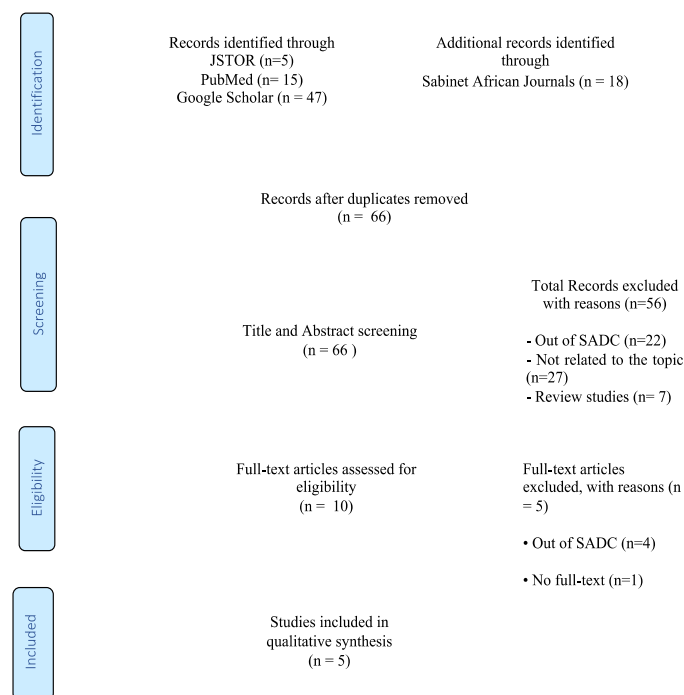 Identification
Records identified through
JSTOR (n=5)
PubMed (n= 15)
Google Scholar (n = 47)
Additional records identified
through
Sabinet African Journals (n = 18)
Records after duplicates removed
(n =  66)
Screening
Title and Abstract screening
(n = 66 )
Total Records excluded
with reasons (n=56)
- Out of SADC (n=22)
- Not related to the topic
(n=27)
- Review studies (n= 7)
Eligibility
Full-text articles assessed for
eligibility
(n =  10)
Full-text articles
excluded, with reasons (n
= 5)
• Out of SADC (n=4)
• No full-text (n=1)
Included
Studies included in
qualitative synthesis
(n = 5)